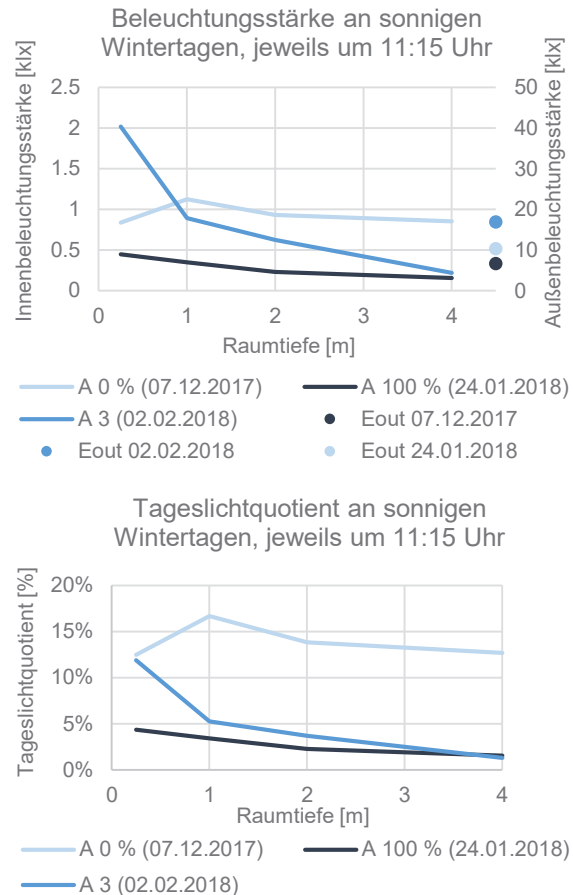 Beleuchtungsstärke an sonnigen
Wintertagen, jeweils um 11:15 Uhr
Innenbeleuchtungsstärke [klx]
Außenbeleuchtungsstärke [klx]
2.5 50
2 40
1.5 30
1 20
0.5 10
0 0
0 1 2 3 4
Raumtiefe [m]
A 0 % (07.12.2017) A 100 % (24.01.2018)
A 3 (02.02.2018) Eout 07.12.2017
Eout 02.02.2018 Eout 24.01.2018
Tageslichtquotient an sonnigen
Wintertagen, jeweils um 11:15 Uhr
Tageslichtquotient [%]
20%
15%
10%
5%
0%
0 1 2 3 4
Raumtiefe [m]
A 0 % (07.12.2017) A 100 % (24.01.2018)
A 3 (02.02.2018)